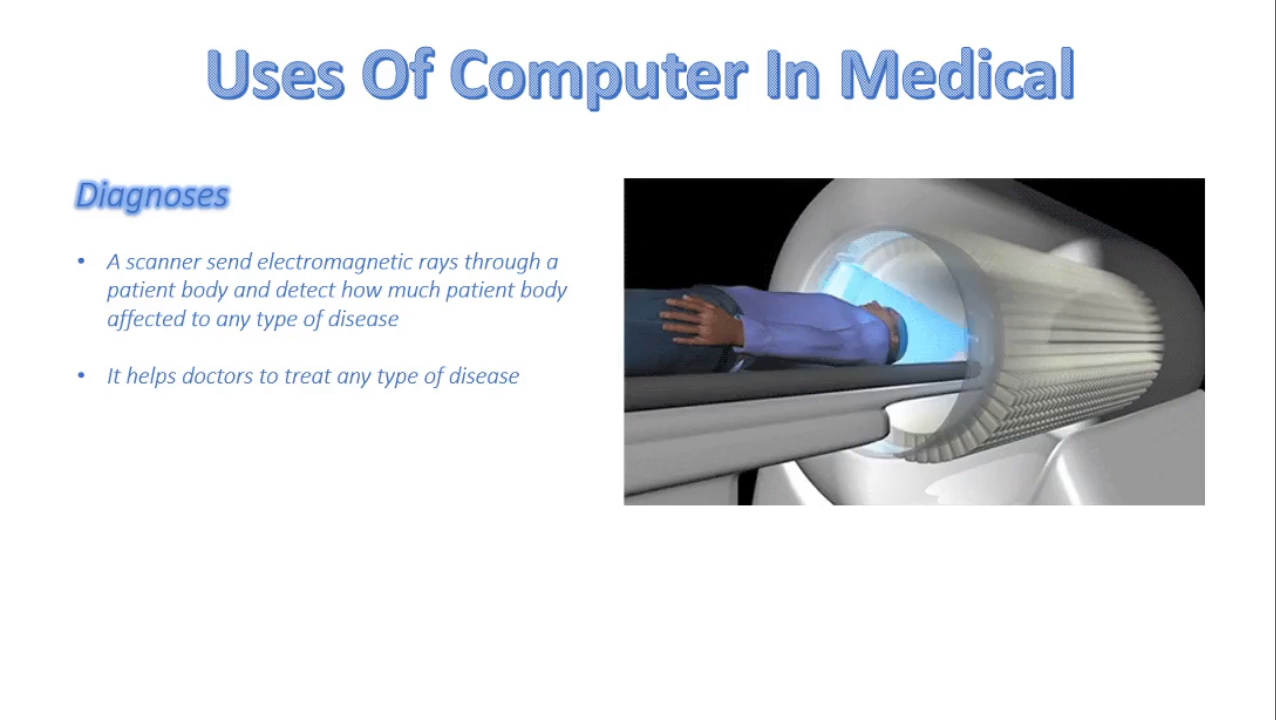 Uses Of Computer In Medical
Diagnoses
• A scanner send electromagnetic rays through a
patient body and detect how much patient body
affected to any type of disease
• It helps doctors to treat any type of disease